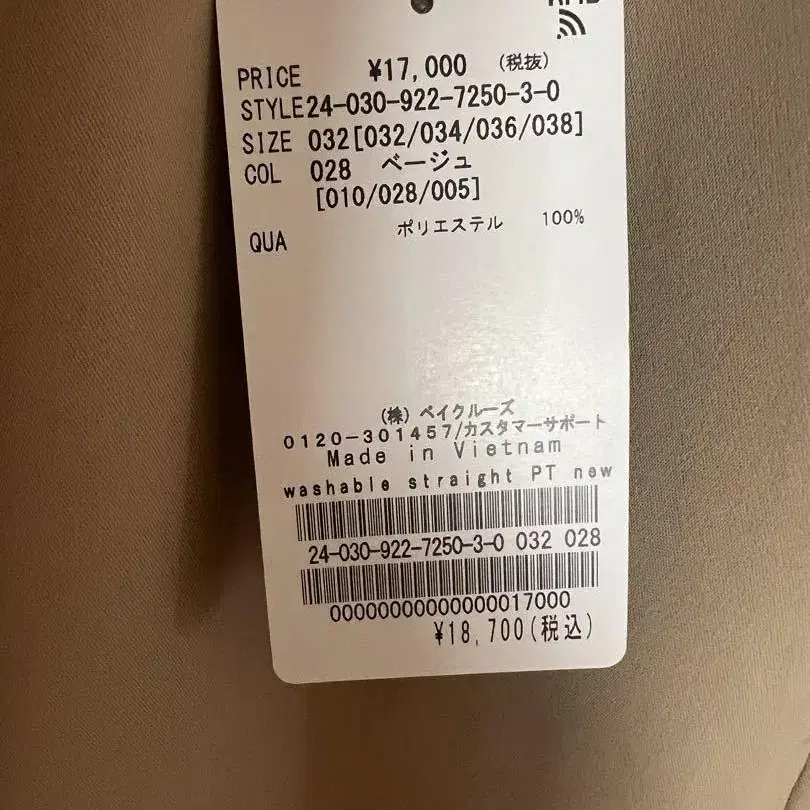 PRICE ¥17,000 (税抜)
STYLE24-030-922-7250-3-0
SIZE 032[032/034/036/038]
COL 028 ベージュ
[010/028/005]
QUA ポリエステル 100%
(株)ベイクルーズ
0120-301457/カスタマーサポート
Made in Vietnam
washable straight PT new
24-030-922-7250-3-0 032 028
00000000000000017000
¥18,700(税込)